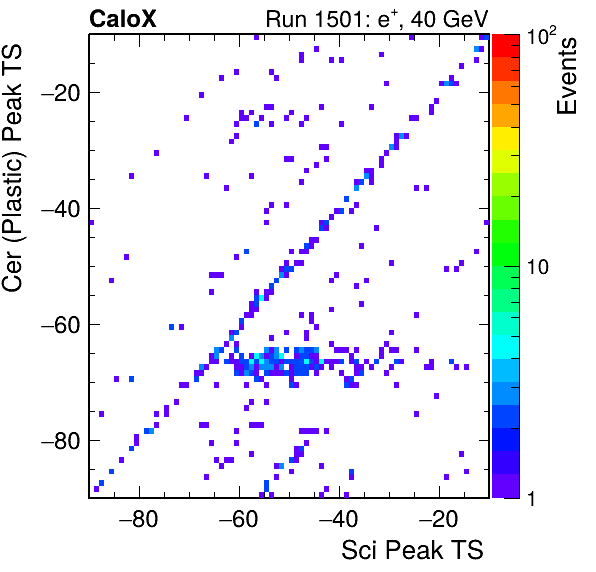 CaloX Run 1501: e⁺, 40 GeV
10²
Events
Cer (Plastic) Peak TS
−20
−40
10
−60
−80
1
−80 −60 −40 −20
Sci Peak TS